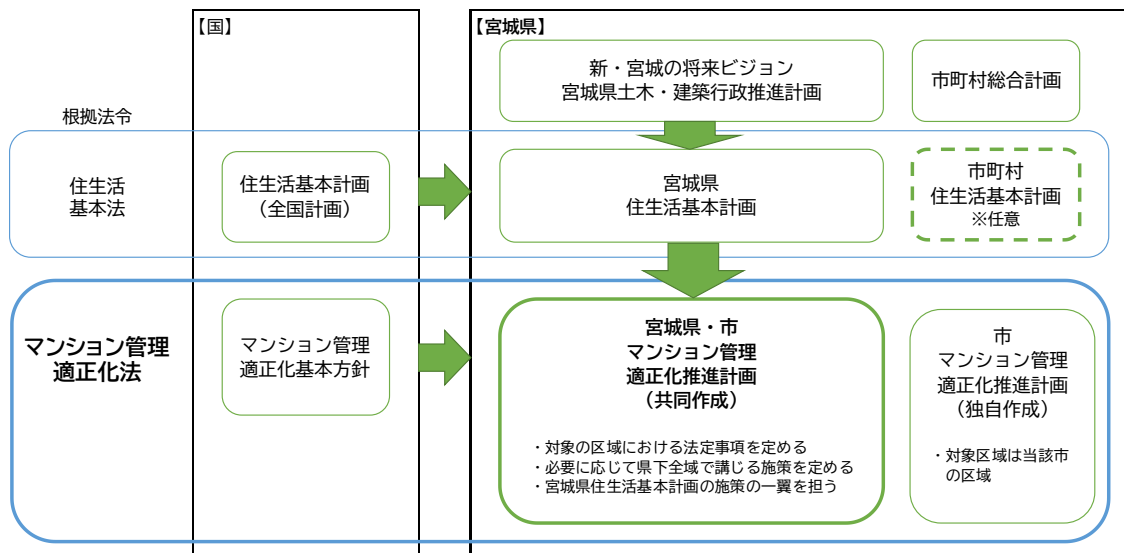 【国】
【宮城県】
新・宮城の将来ビジョン
宮城県土木・建築行政推進計画
市町村総合計画
根拠法令
住生活
基本法
住生活基本計画
（全国計画）
宮城県
住生活基本計画
市町村
住生活基本計画
※任意
マンション管理
適正化法
マンション管理
適正化基本方針
宮城県・市
マンション管理
適正化推進計画
（共同作成）
・対象の区域における法定事項を定める
・必要に応じて県下全域で講じる施策を定める
・宮城県住生活基本計画の施策の一翼を担う
市
マンション管理
適正化推進計画
（独自作成）
・対象区域は当該市
の区域